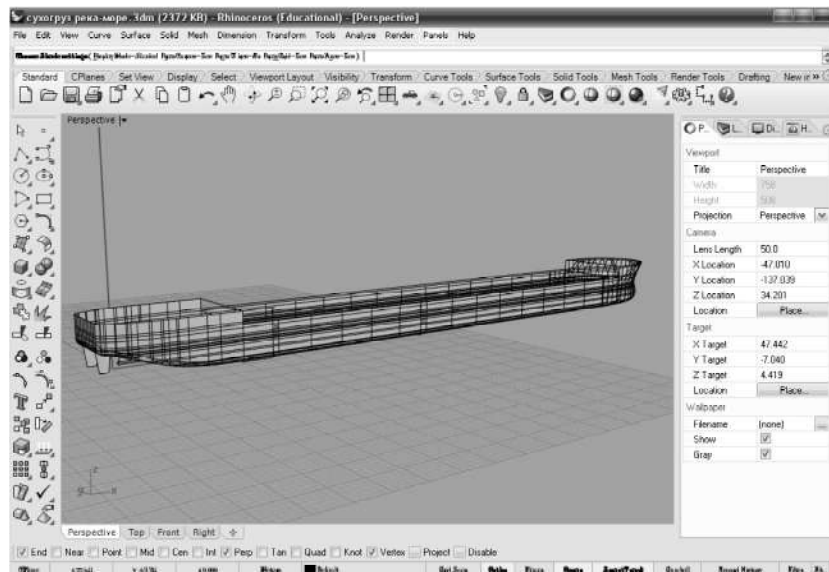 сухогруз река-море.3dm (2372 KB) - Rhinoceros (Educational) - [Perspective]
File Edit View Curve Surface Solid Mesh Dimension Transform Tools Analyze Render Panels Help
Standard CPlanes Set View Display Select Viewport Layout Visibility Transform Curve Tools Surface Tools Solid Tools Mesh Tools Render Tools Drafting New in
Perspective
P.. L.. Di.. H..
Viewport
Title Perspective
Width
Height
Projection Perspective
Camera
Lens Length 50.0
X Location -47.010
Y Location -137.039
Z Location 34.201
Location Place...
Target
X Target 47.442
Y Target -7.040
Z Target 4.419
Location Place...
Wallpaper
Filename (none) ...
Show
Gray
z
x
Perspective Top Front Right
End Near Point Mid Cen Int Perp Tan Quad Knot Vertex Project Disable